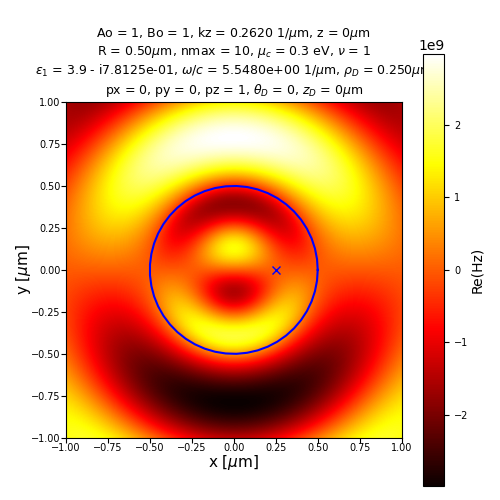 Ao = 1, Bo = 1, kz = 0.2620 1/μm, z = 0μm
R = 0.50μm, nmax = 10, μc = 0.3 eV, ν = 1
ε1 = 3.9 - i7.8125e-01, ω/c = 5.5480e+00 1/μm, ρD = 0.250μm
px = 0, py = 0, pz = 1, θD = 0, zD = 0μm
1e9
1.00
0.75
0.50
0.25
0.00
−0.25
−0.50
−0.75
−1.00
y [μm]
−1.00 −0.75 −0.50 −0.25 0.00 0.25 0.50 0.75 1.00
x [μm]
2
1
0
−1
−2
Re(Hz)